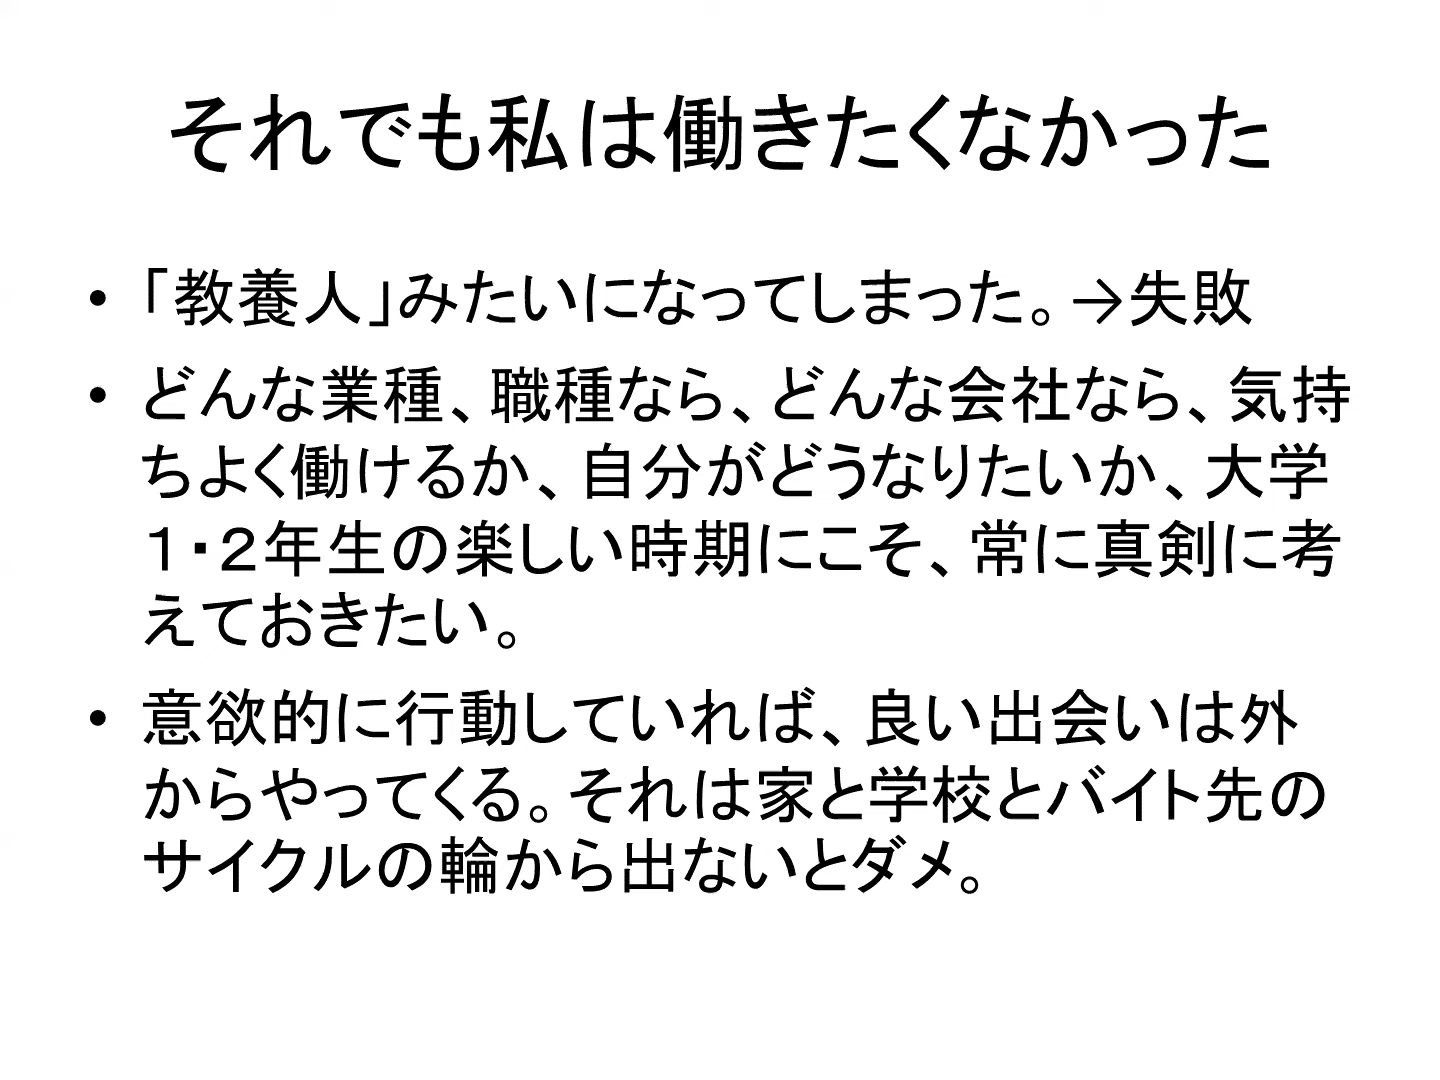 それでも私は働きたくなかった
• 「教養人」みたいになってしまった。→失敗
• どんな業種、職種なら、どんな会社なら、気持
ちよく働けるか、自分がどうなりたいか、大学
１・２年生の楽しい時期にこそ、常に真剣に考
えておきたい。
• 意欲的に行動していれば、良い出会いは外
からやってくる。それは家と学校とバイト先の
サイクルの輪から出ないとダメ。